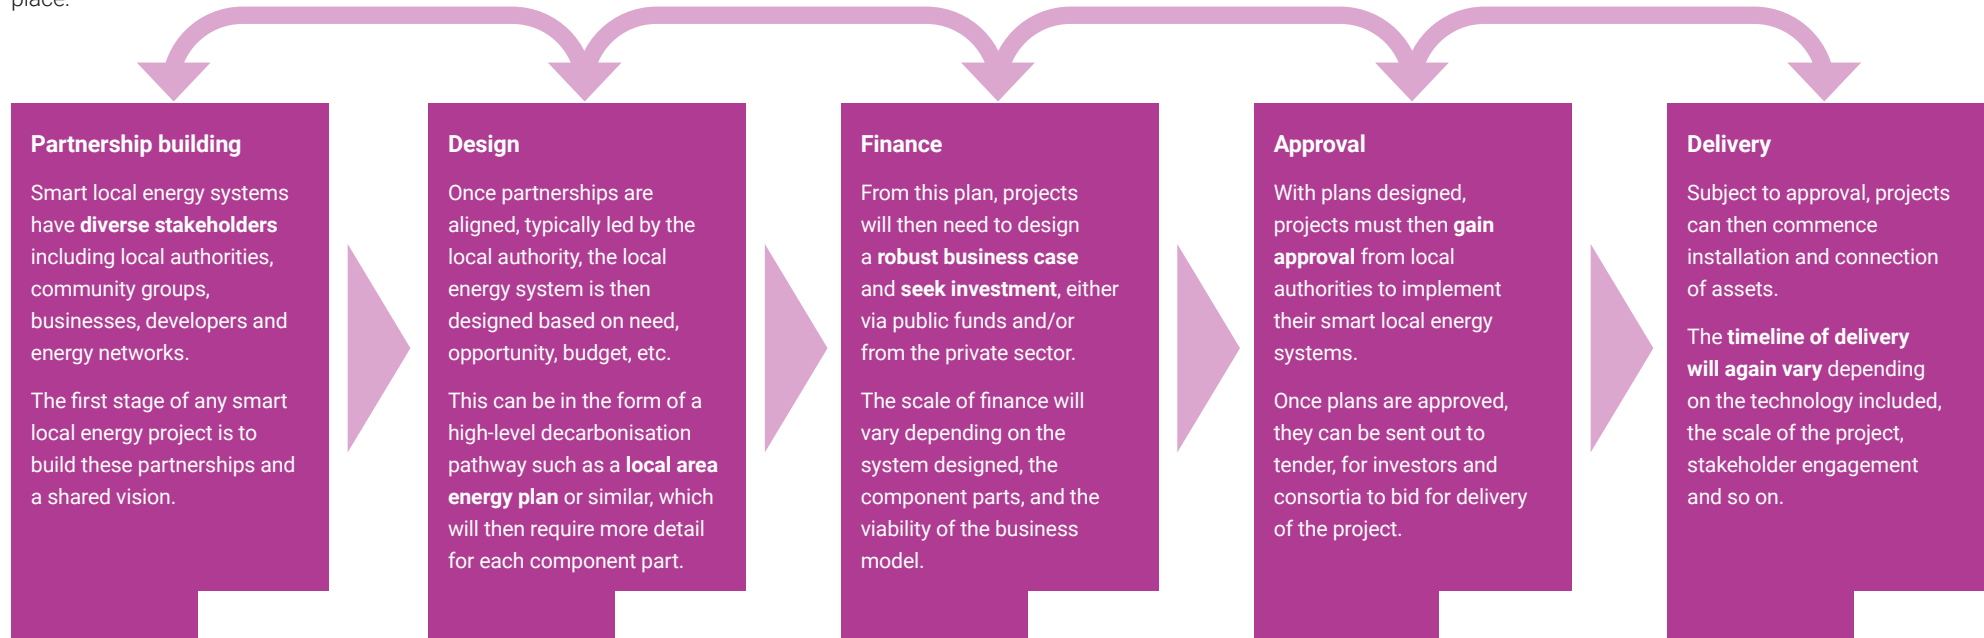 place.
Partnership building
Smart local energy systems
have diverse stakeholders
including local authorities,
community groups,
businesses, developers and
energy networks.
The first stage of any smart
local energy project is to
build these partnerships and
a shared vision.
Design
Once partnerships are
aligned, typically led by the
local authority, the local
energy system is then
designed based on need,
opportunity, budget, etc.
This can be in the form of a
high-level decarbonisation
pathway such as a local area
energy plan or similar, which
will then require more detail
for each component part.
Finance
From this plan, projects
will then need to design
a robust business case
and seek investment, either
via public funds and/or
from the private sector.
The scale of finance will
vary depending on the
system designed, the
component parts, and the
viability of the business
model.
Approval
With plans designed,
projects must then gain
approval from local
authorities to implement
their smart local energy
systems.
Once plans are approved,
they can be sent out to
tender, for investors and
consortia to bid for delivery
of the project.
Delivery
Subject to approval, projects
can then commence
installation and connection
of assets.
The timeline of delivery
will again vary depending
on the technology included,
the scale of the project,
stakeholder engagement
and so on.